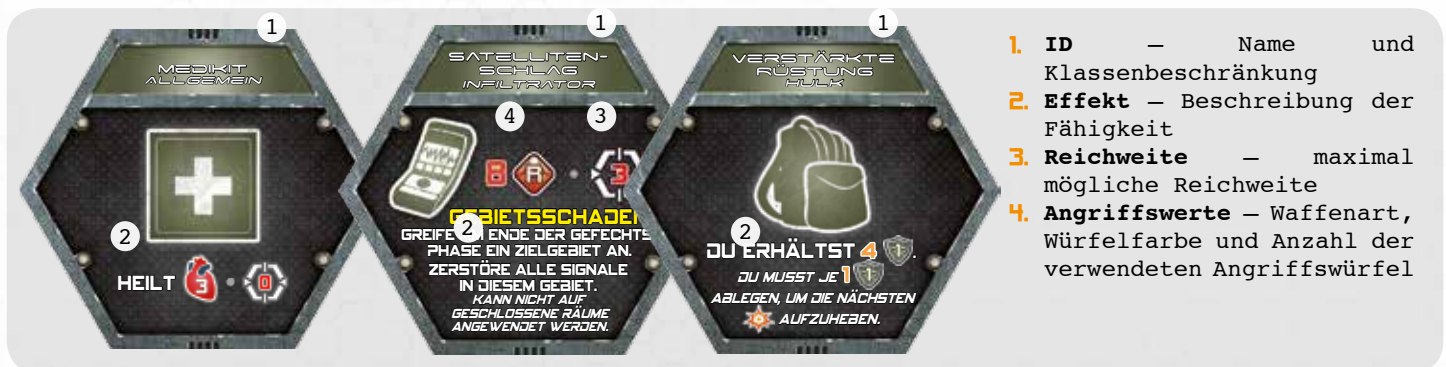 1
MEDIKIT
ALLGEMEIN
2
HEILT 3 0
1
SATELLITEN-
SCHLAG
INFILTRATOR
4 3
6 R 3
GEBIETSSCHADEN
2
GREIFE AM ENDE DER GEFECHTS
PHASE EIN ZIELGEBIET AN.
ZERSTÖRE ALLE SIGNALE
IN DIESEM GEBIET.
KANN NICHT AUF
GESCHLOSSENE RÄUME
ANGEWENDET WERDEN.
1
VERSTÄRKTE
RÜSTUNG
HULK
2
DU ERHÄLTST 4 1.
DU MUSST JE 1 1
ABLEGEN, UM DIE NÄCHSTEN
AUFZUHEBEN.
1. ID – Name und
Klassenbeschränkung
2. Effekt – Beschreibung der
Fähigkeit
3. Reichweite – maximal
mögliche Reichweite
4. Angriffswerte – Waffenart,
Würfelfarbe und Anzahl der
verwendeten Angriffswürfel